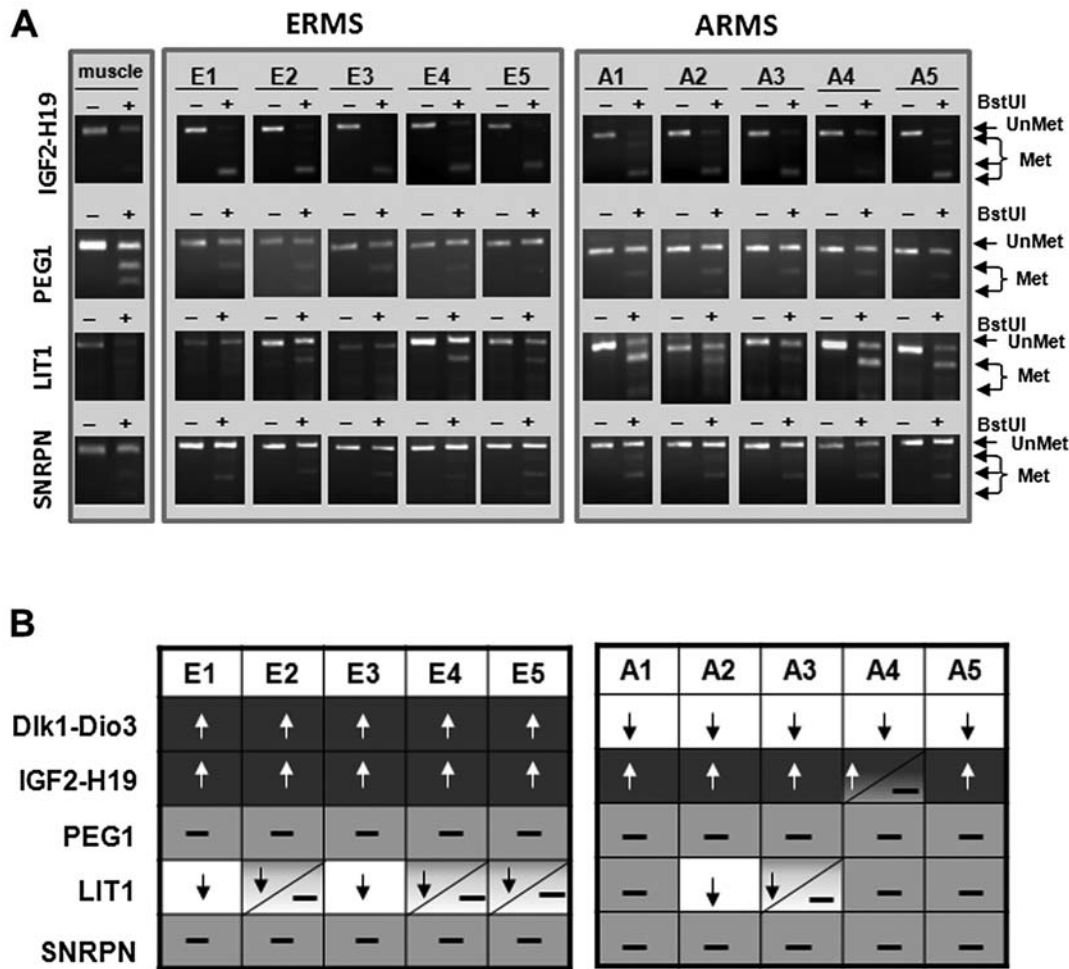 A
ERMS
ARMS
muscle
E1 E2 E3 E4 E5
A1 A2 A3 A4 A5
IGF2-H19
– + – + – + – + – + – + – + – + – + – + – +
BstUI
UnMet
Met
PEG1
– + – + – + – + – + – + – + – + – + – + – +
BstUI
UnMet
Met
LIT1
– + – + – + – + – + – + – + – + – + – + – +
BstUI
UnMet
Met
SNRPN
– + – + – + – + – + – + – + – + – + – + – +
BstUI
UnMet
Met
B
E1 E2 E3 E4 E5 A1 A2 A3 A4 A5
Dlk1-Dio3 ↑ ↑ ↑ ↑ ↑ ↓ ↓ ↓ ↓ ↓
IGF2-H19 ↑ ↑ ↑ ↑ ↑ ↑ ↑ ↑ ↑/– ↑
PEG1 – – – – – – – – – –
LIT1 ↓ ↓/– ↓ ↓/– ↓/– – ↓ ↓/– – –
SNRPN – – – – – – – – – –